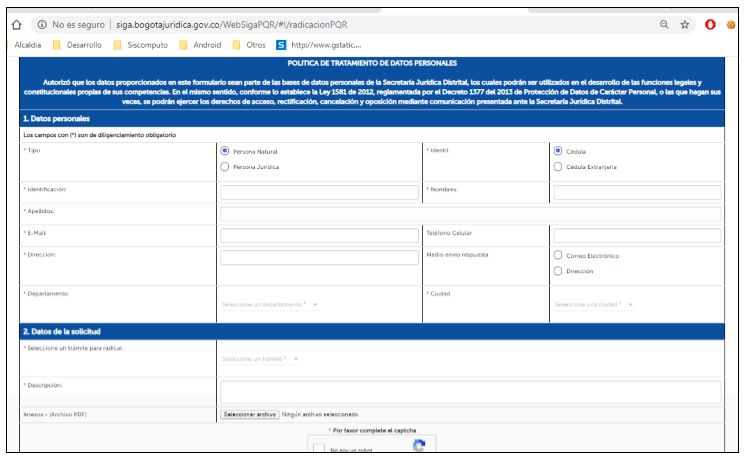 No es seguro | siga.bogotajuridica.gov.co/WebSigaPQR/#!/radicacionPQR
Alcaldia Desarrollo Siscomputo Android Otros S http://www.gstatic....
POLITICA DE TRATAMIENTO DE DATOS PERSONALES
Autorizó que los datos proporcionados en este formulario sean parte de las bases de datos personales de la Secretaría Jurídica Distrital, los cuales podrán ser utilizados en el desarrollo de las funciones legales y
constitucionales propias de sus competencias. En el mismo sentido, conforme lo establece la Ley 1581 de 2012, reglamentada por el Decreto 1377 del 2013 de Protección de Datos de Carácter Personal, o las que hagan sus
veces, se podrán ejercer los derechos de acceso, rectificación, cancelación y oposición mediante comunicación presentada ante la Secretaría Jurídica Distrital.
1. Datos personales
Los campos con (*) son de diligenciamiento obligatorio
* Tipo Persona Natural * Identif. Cédula
Persona Jurídica Cédula Extranjería
* Identificación: * Nombres:
* Apellidos:
* E-Mail: Teléfono Celular
* Direccion: Medio envio respuesta Correo Electrónico
Dirección
* Departamento Seleccione un departamento * * Ciudad Seleccione una ciudad *
2. Datos de la solicitud
* Seleccione un trámite para radicar: Seleccione un trámite *
* Descripción:
Anexos - (Archivo PDF) Seleccionar archivo Ningún archivo seleccionado
* Por favor complete el captcha
No soy un robot